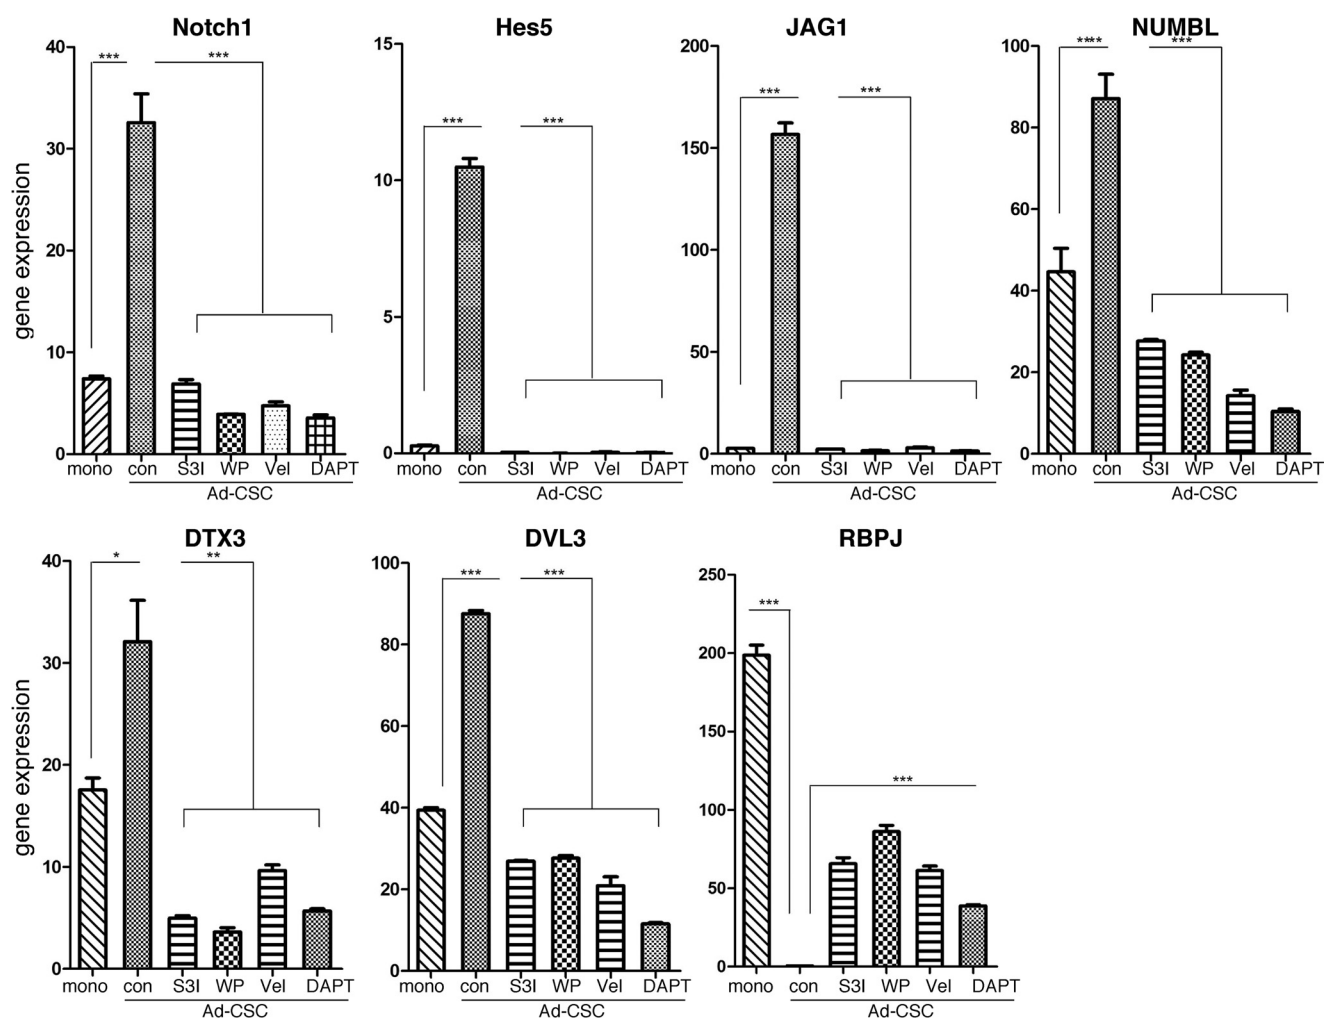 Notch1
Hes5
JAG1
NUMBL
gene expression
40
30
20
10
0
*** ***
mono con S3I WP Vel DAPT
Ad-CSC
15
10
5
0
*** ***
mono con S3I WP Vel DAPT
Ad-CSC
200
150
100
50
0
*** ***
mono con S3I WP Vel DAPT
Ad-CSC
100
80
60
40
20
0
**** ***
mono con S3I WP Vel DAPT
Ad-CSC
DTX3
DVL3
RBPJ
gene expression
40
30
20
10
0
* **
mono con S3I WP Vel DAPT
Ad-CSC
100
80
60
40
20
0
*** ***
mono con S3I WP Vel DAPT
Ad-CSC
250
200
150
100
50
0
***
***
mono con S3I WP Vel DAPT
Ad-CSC